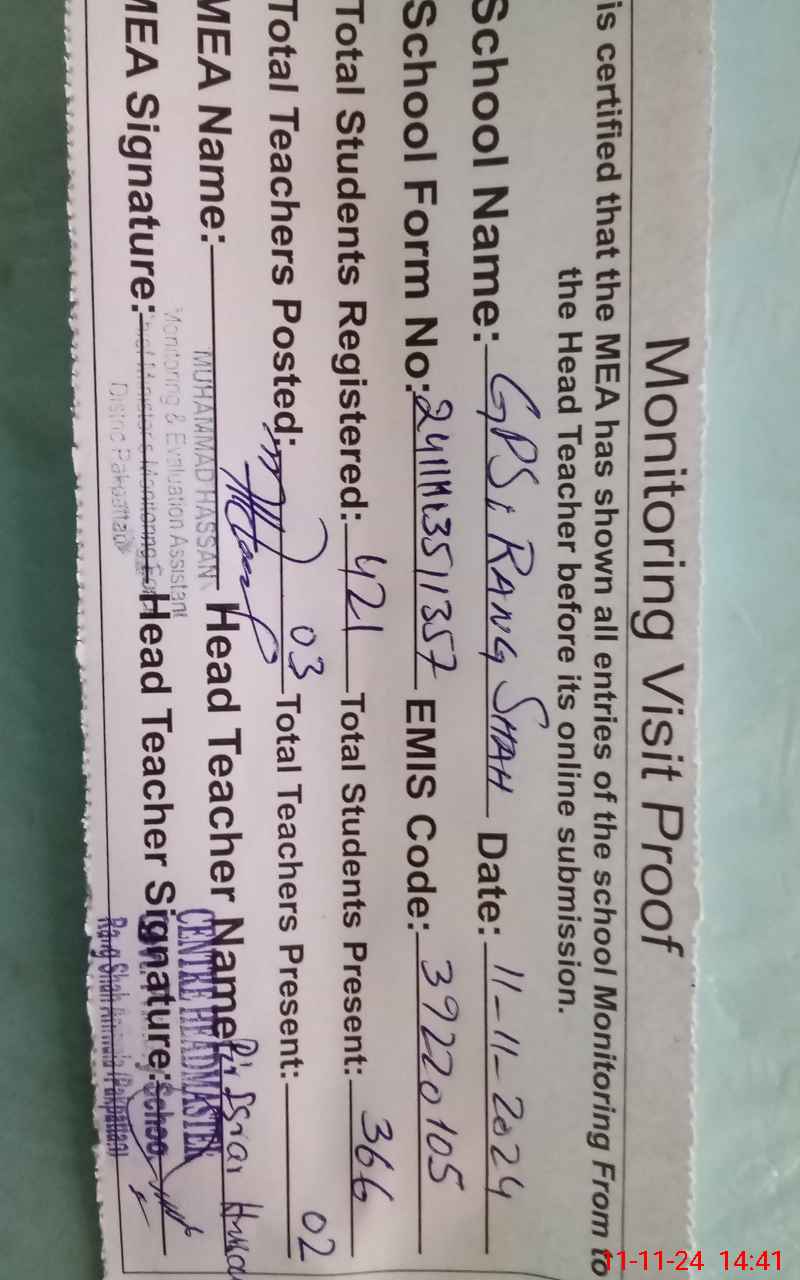 Monitoring Visit Proof
is certified that the MEA has shown all entries of the school Monitoring From to
the Head Teacher before its online submission.
School Name: GPS, RANG SHAH Date: 11-11-2024
School Form No: EMIS Code: 39220105
Total Students Registered: 421 Total Students Present: 366
Total Teachers Posted: 03 Total Teachers Present: 02
MEA Name: MUHAMMAD HASSAN Head Teacher Name:
Monitoring & Evaluation Assistant
CENTRE HEADMASTER
MEA Signature: Head Teacher Signature:
Rang Shah
11-11-24 14:41